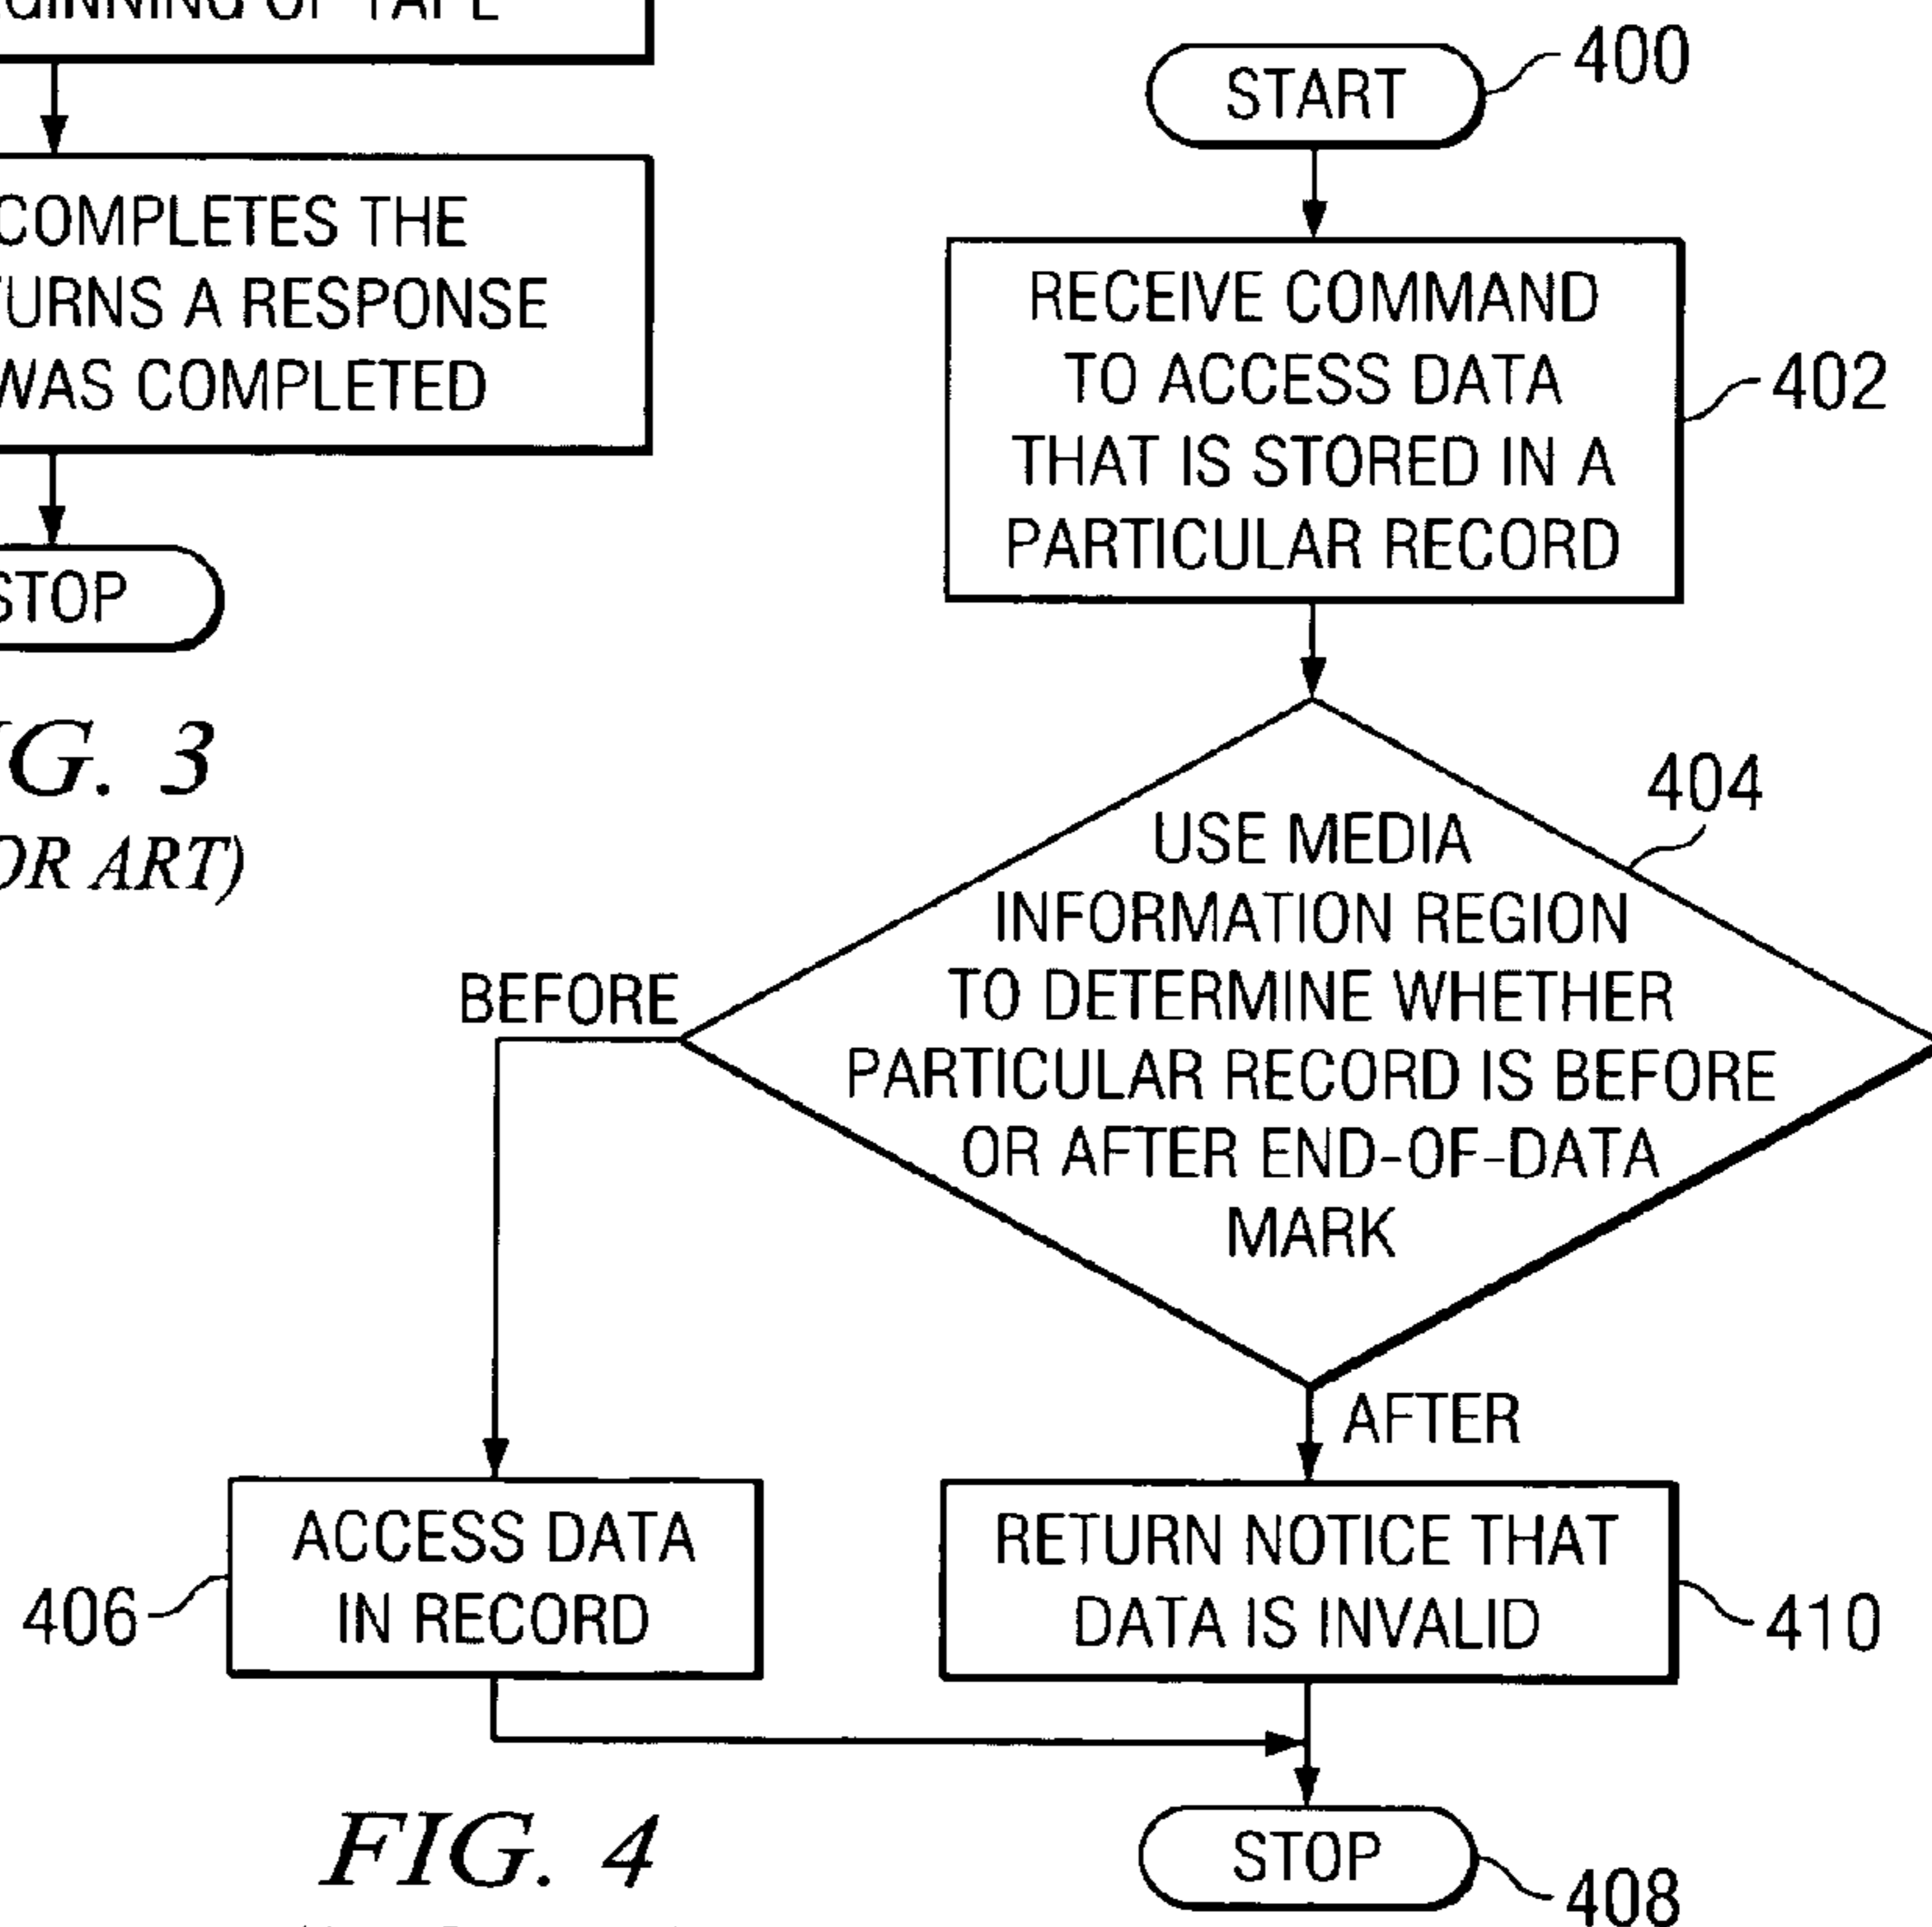 OF TAPE
COMPLETES THE
A RESPONSE
WAS COMPLETED
STOP
3
ART)
START
400
RECEIVE COMMAND
TO ACCESS DATA
THAT IS STORED IN A
PARTICULAR RECORD
402
404
USE MEDIA
INFORMATION REGION
TO DETERMINE WHETHER
PARTICULAR RECORD IS BEFORE
OR AFTER END-OF-DATA
MARK
BEFORE
AFTER
ACCESS DATA
IN RECORD
406
RETURN NOTICE THAT
DATA IS INVALID
410
STOP
408
FIG. 4